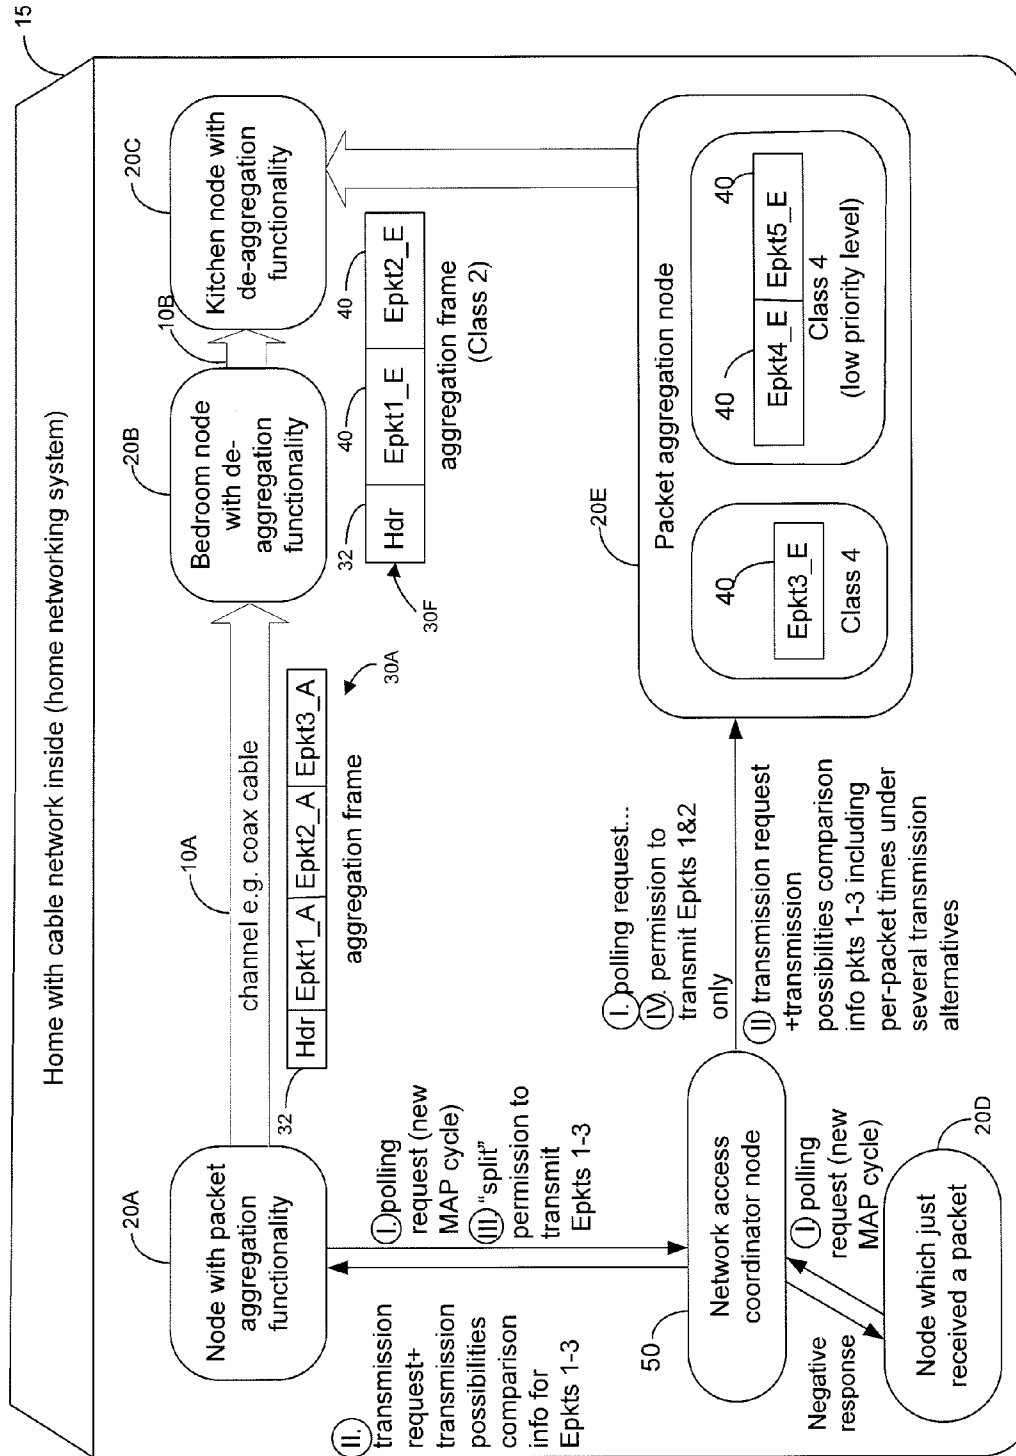 15
Home with cable network inside (home networking system)
20A
Node with packet
aggregation
functionality
10A
channel e.g. coax cable
32
Hdr
Epkt1_A
Epkt2_A
Epkt3_A
aggregation frame
30A
20B
Bedroom node
with de-
aggregation
functionality
10B
20C
Kitchen node with
de-aggregation
functionality
32
40
40
Hdr
Epkt1_E
Epkt2_E
30F
aggregation frame
(Class 2)
II.
transmission
request+
transmission
possibilities
comparison
info for
Epkts 1-3
I. polling
request (new
MAP cycle)
III. "split"
permission to
transmit
Epkts 1-3
50
Network access
coordinator node
I. polling request...
IV. permission to
transmit Epkts 1&2
only
II transmission request
+transmission
possibilities comparison
info pkts 1-3 including
per-packet times under
several transmission
alternatives
Negative
response
I) polling
request (new
MAP cycle)
20D
Node which just
received a packet
20E
Packet aggregation node
40
Epkt3_E
Class 4
40
40
Epkt4_E
Epkt5_E
Class 4
(low priority level)